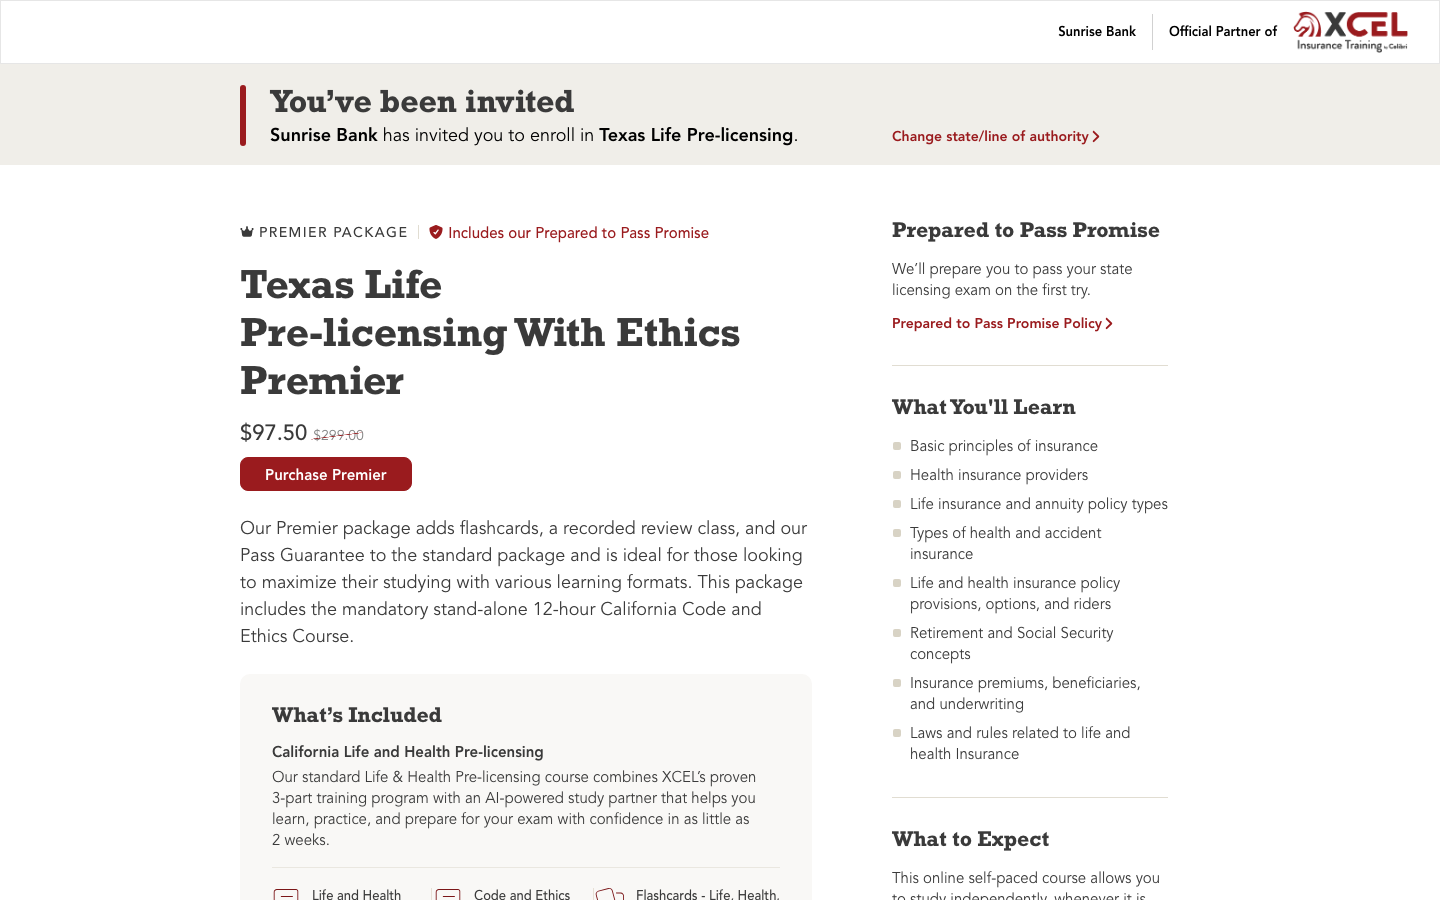 Sunrise Bank
Official Partner of
XCEL
Insurance Training by Colibri
You've been invited
Sunrise Bank has invited you to enroll in Texas Life Pre-licensing.
Change state/line of authority
PREMIER PACKAGE
Includes our Prepared to Pass Promise
Texas Life
Pre-licensing With Ethics
Premier
$97.50 $299.00
Purchase Premier
Our Premier package adds flashcards, a recorded review class, and our
Pass Guarantee to the standard package and is ideal for those looking
to maximize their studying with various learning formats. This package
includes the mandatory stand-alone 12-hour California Code and
Ethics Course.
What's Included
California Life and Health Pre-licensing
Our standard Life & Health Pre-licensing course combines XCEL's proven
3-part training program with an AI-powered study partner that helps you
learn, practice, and prepare for your exam with confidence in as little as
2 weeks.
Life and Health
Code and Ethics
Flashcards - Life, Health,
Prepared to Pass Promise
We'll prepare you to pass your state
licensing exam on the first try.
Prepared to Pass Promise Policy
What You'll Learn
Basic principles of insurance
Health insurance providers
Life insurance and annuity policy types
Types of health and accident
insurance
Life and health insurance policy
provisions, options, and riders
Retirement and Social Security
concepts
Insurance premiums, beneficiaries,
and underwriting
Laws and rules related to life and
health Insurance
What to Expect
This online self-paced course allows you
to study independently, whenever it is